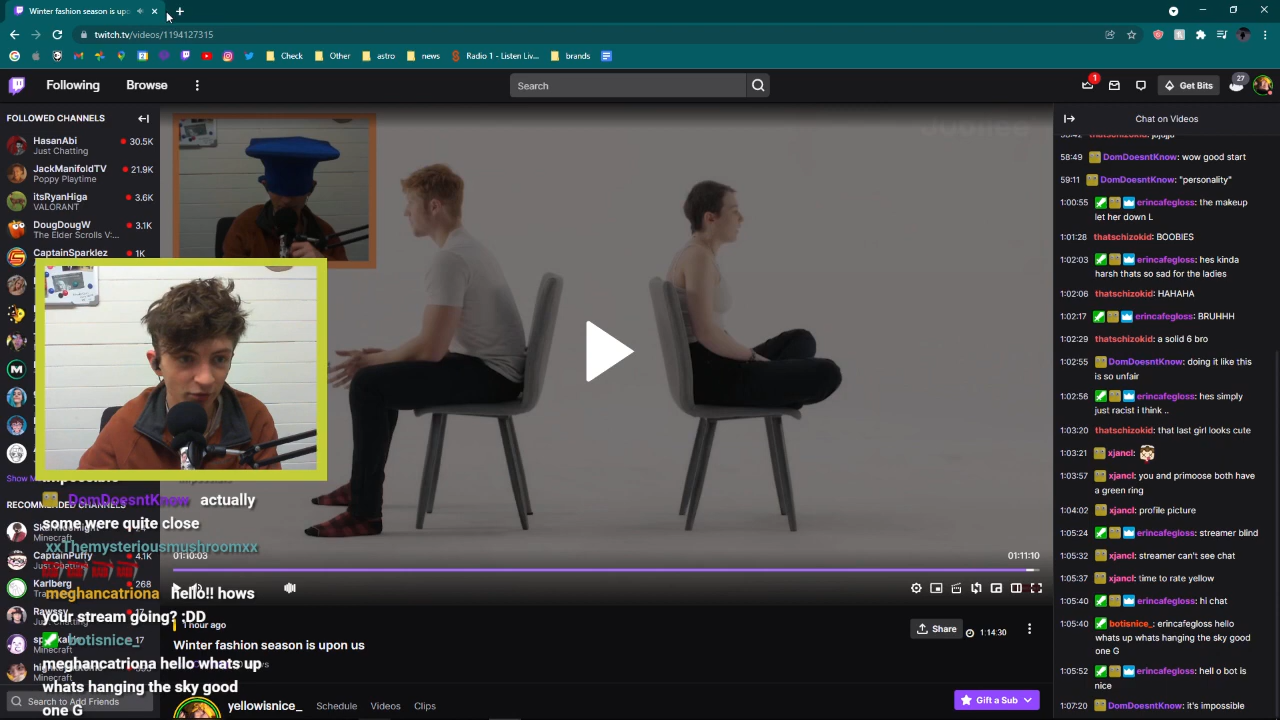 Winter fashion season is upo
twitch.tv/videos/1194127315
Check
Other
astro
news
Radio 1 - Listen Liv...
brands
Following
Browse
Search
1
Get Bits
27
FOLLOWED CHANNELS
HasanAbi
30.5K
Just Chatting
JackManifoldTV
21.9K
Poppy Playtime
itsRyanHiga
3.6K
VALORANT
DougDougW
3.1K
The Elder Scrolls V:...
CaptainSparklez
1K
Jubilee
impossible
DomDoesntKnow actually
some were quite close
xxThemysteriousmushroomxx
meghancatriona hello!! hows
your stream going? :DD
botisnice_:
meghancatriona hello whats up
whats hanging the sky good
one G
RECOMMENDED CHANNELS
Minecraft
CaptainPuffy
4.1K
Just Chatting
Karlberg
268
Minecraft
17
Minecraft
17
Minecraft
Minecraft
Search to Add Friends
01:10:03
01:11:10
1 hour ago
Winter fashion season is upon us
Share
1:14:30
yellowisnice_
Schedule
Videos
Clips
Gift a Sub
Chat on Videos
58:49 DomDoesntKnow: wow good start
59:11 DomDoesntKnow: "personality"
1:00:55 erincafegloss: the makeup
let her down L
1:01:28 thatschizokid: BOOBIES
1:02:03 erincafegloss: hes kinda
harsh thats so sad for the ladies
1:02:06 thatschizokid: HAHAHA
1:02:17 erincafegloss: BRUHHH
1:02:29 thatschizokid: a solid 6 bro
1:02:55 DomDoesntKnow: doing it like this
is so unfair
1:02:56 erincafegloss: hes simply
just racist i think ..
1:03:20 thatschizokid: that last girl looks cute
1:03:21 xjancl:
1:03:57 xjancl: you and primoose both have
a green ring
1:04:02 xjancl: profile picture
1:05:24 erincafegloss: streamer blind
1:05:32 xjancl: streamer can't see chat
1:05:37 xjancl: time to rate yellow
1:05:40 erincafegloss: hi chat
1:05:40 botisnice_: erincafegloss hello
whats up whats hanging the sky good
one G
1:05:52 erincafegloss: hell o bot is
nice
1:07:20 DomDoesntKnow: it's impossible